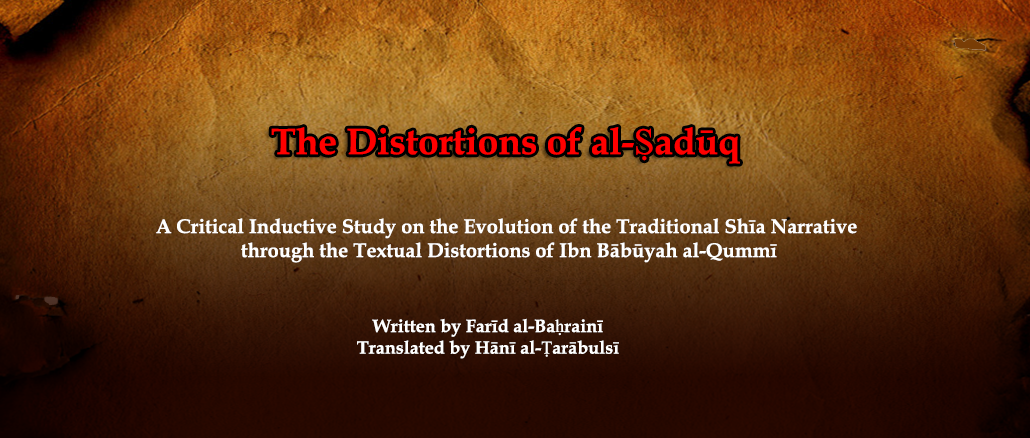 The Distortions of al-Ṣadūq
A Critical Inductive Study on the Evolution of the Traditional Shīa Narrative
through the Textual Distortions of Ibn Bābūyah al-Qummī
Written by Farīd al-Baḥrainī
Translated by Hānī al-Ṭarābulsī